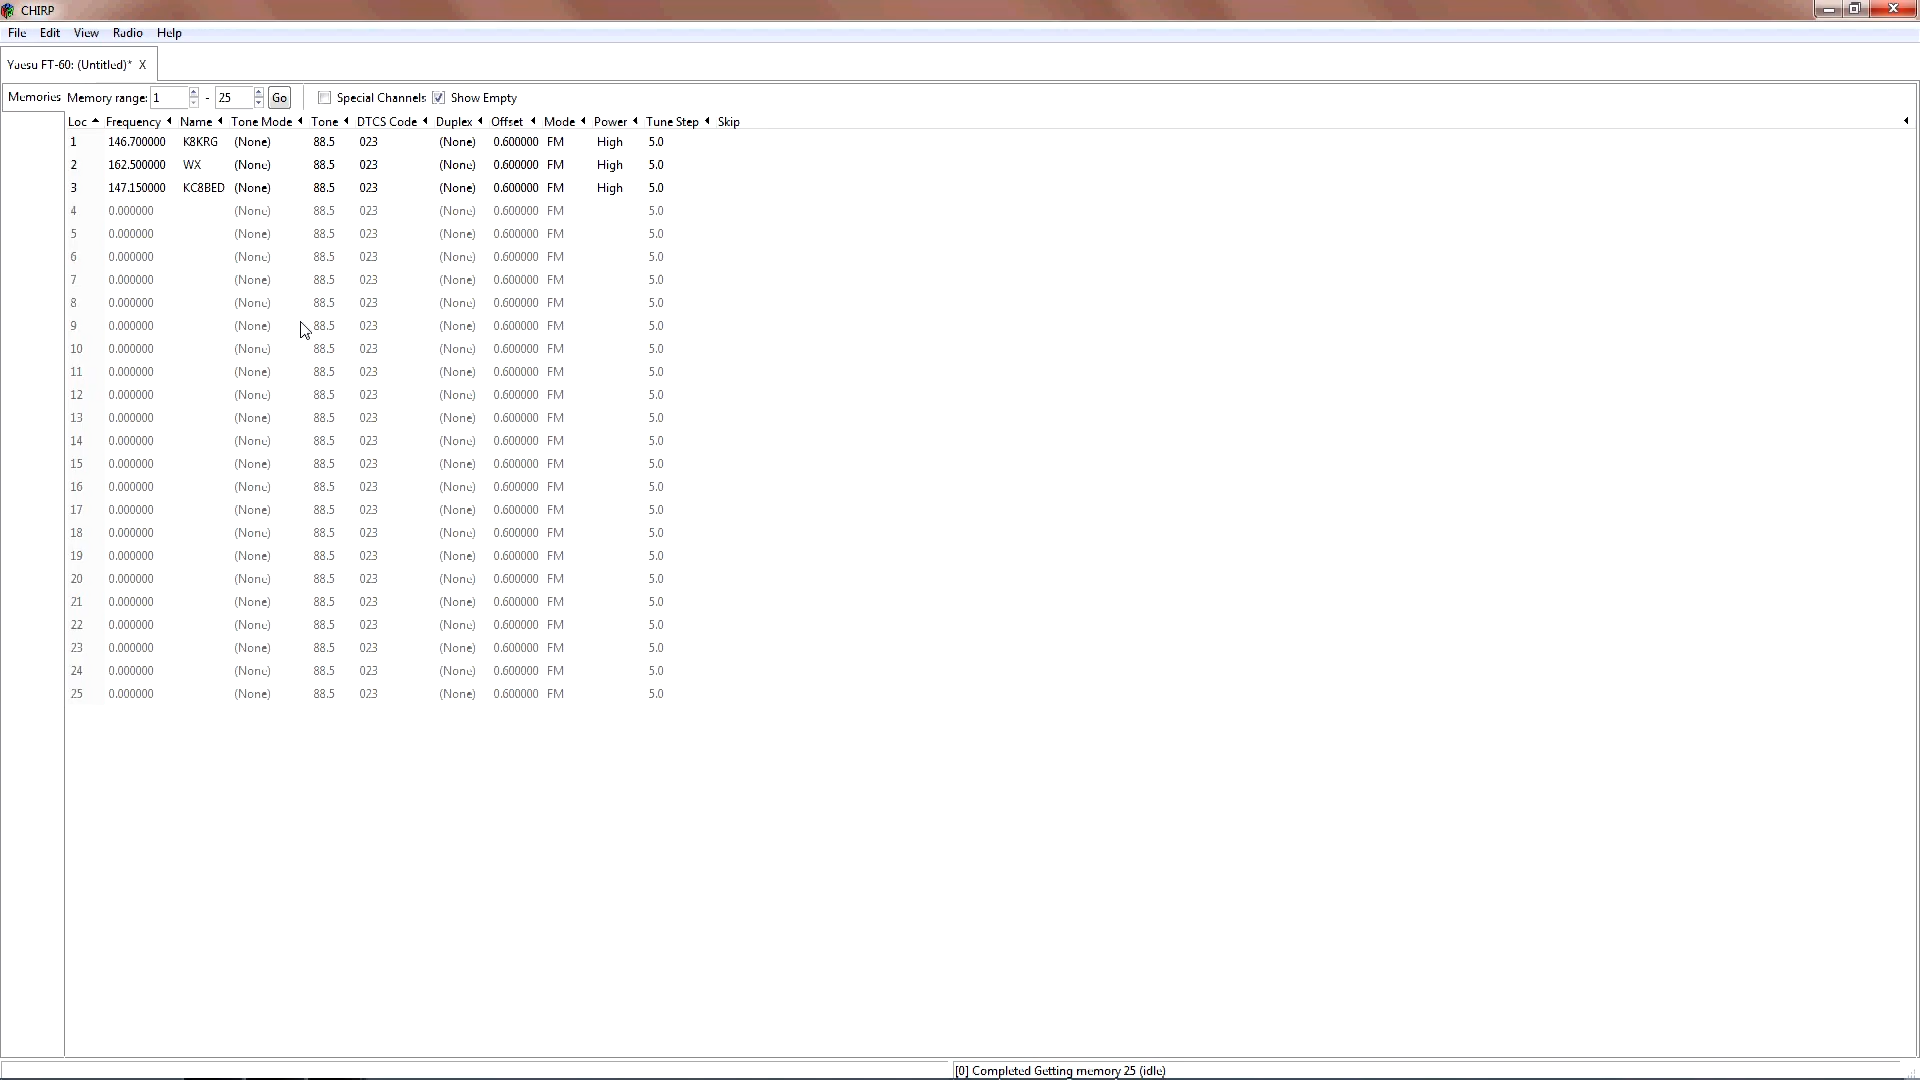 CHIRP
File Edit View Radio Help
Yaesu FT-60: (Untitled)* X
Memories Memory range: 1 - 25 Go Special Channels Show Empty
Loc Frequency Name Tone Mode Tone DTCS Code Duplex Offset Mode Power Tune Step Skip
1 146.700000 K8KRG (None) 88.5 023 (None) 0.600000 FM High 5.0
2 162.500000 WX (None) 88.5 023 (None) 0.600000 FM High 5.0
3 147.150000 KC8BED (None) 88.5 023 (None) 0.600000 FM High 5.0
4 0.000000 (None) 88.5 023 (None) 0.600000 FM 5.0
5 0.000000 (None) 88.5 023 (None) 0.600000 FM 5.0
6 0.000000 (None) 88.5 023 (None) 0.600000 FM 5.0
7 0.000000 (None) 88.5 023 (None) 0.600000 FM 5.0
8 0.000000 (None) 88.5 023 (None) 0.600000 FM 5.0
9 0.000000 (None) 88.5 023 (None) 0.600000 FM 5.0
10 0.000000 (None) 88.5 023 (None) 0.600000 FM 5.0
11 0.000000 (None) 88.5 023 (None) 0.600000 FM 5.0
12 0.000000 (None) 88.5 023 (None) 0.600000 FM 5.0
13 0.000000 (None) 88.5 023 (None) 0.600000 FM 5.0
14 0.000000 (None) 88.5 023 (None) 0.600000 FM 5.0
15 0.000000 (None) 88.5 023 (None) 0.600000 FM 5.0
16 0.000000 (None) 88.5 023 (None) 0.600000 FM 5.0
17 0.000000 (None) 88.5 023 (None) 0.600000 FM 5.0
18 0.000000 (None) 88.5 023 (None) 0.600000 FM 5.0
19 0.000000 (None) 88.5 023 (None) 0.600000 FM 5.0
20 0.000000 (None) 88.5 023 (None) 0.600000 FM 5.0
21 0.000000 (None) 88.5 023 (None) 0.600000 FM 5.0
22 0.000000 (None) 88.5 023 (None) 0.600000 FM 5.0
23 0.000000 (None) 88.5 023 (None) 0.600000 FM 5.0
24 0.000000 (None) 88.5 023 (None) 0.600000 FM 5.0
25 0.000000 (None) 88.5 023 (None) 0.600000 FM 5.0
[0] Completed Getting memory 25 (idle)